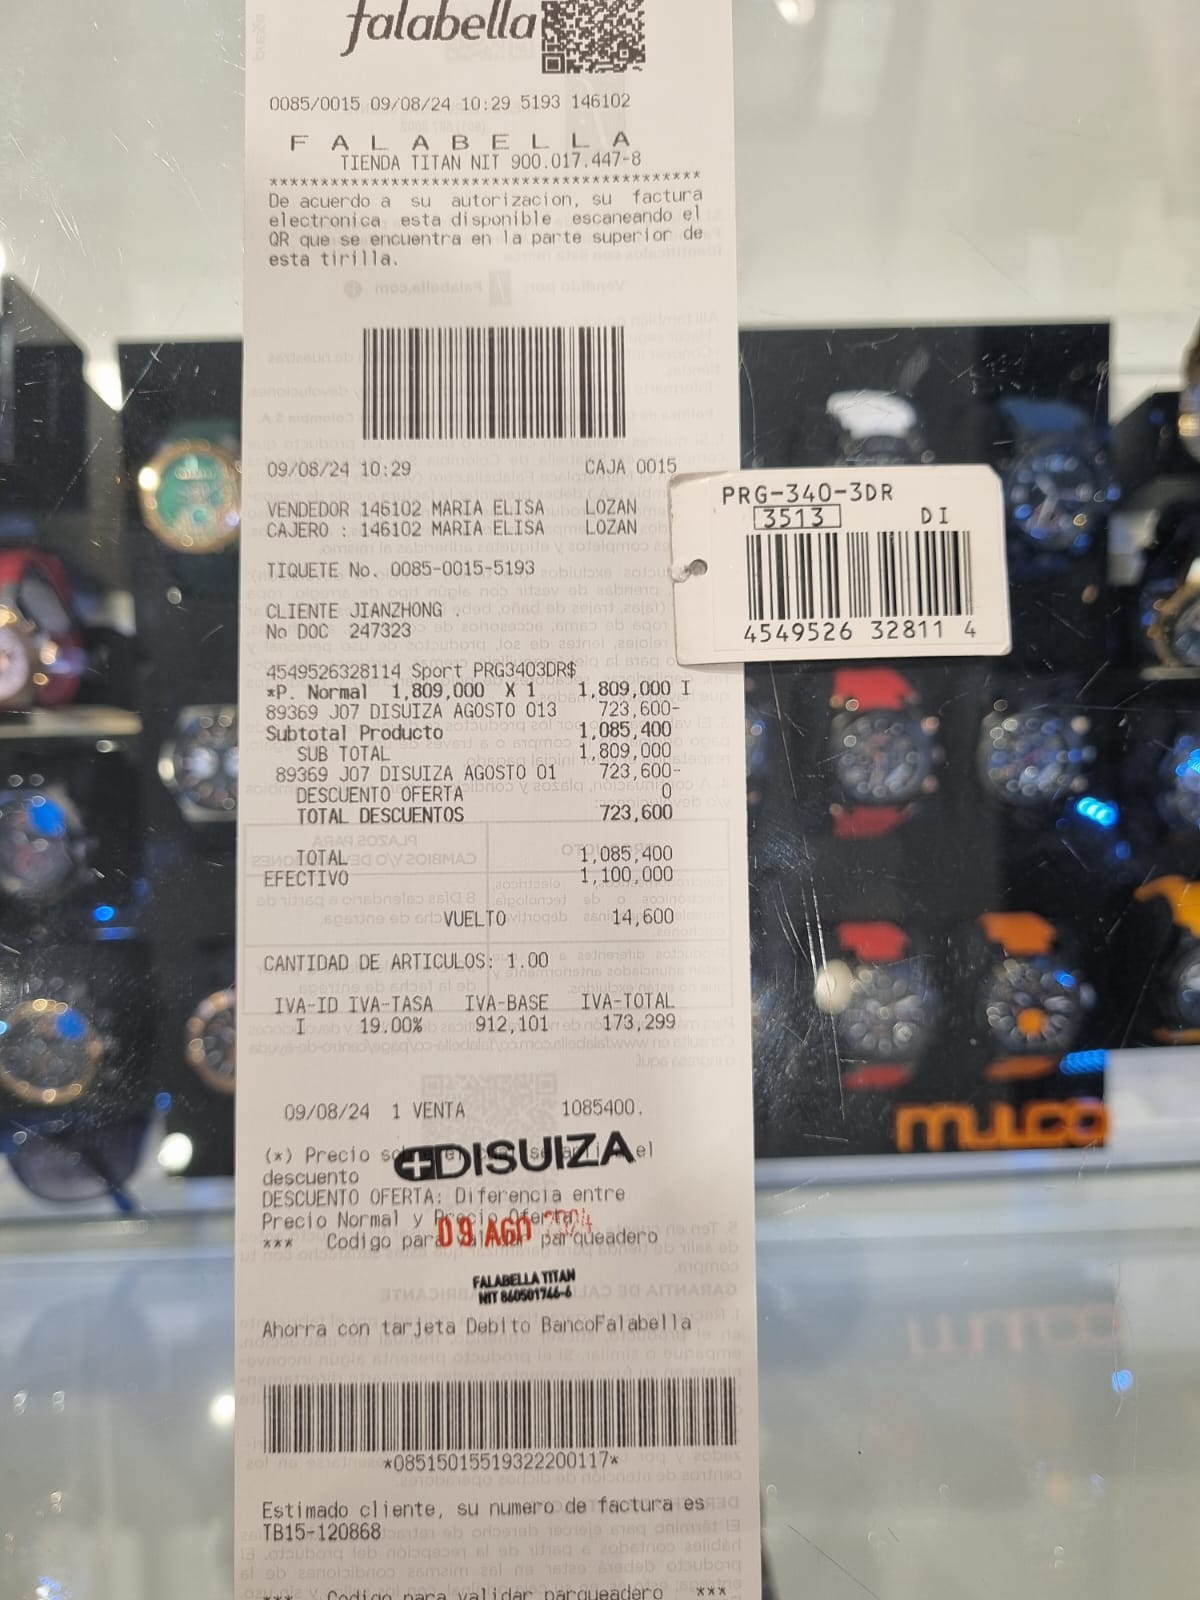 falabella
0085/0015 09/08/24 10:29 5193 146102
F A L A B E L L A
TIENDA TITAN NIT 900.017.447-8
******************************************
De acuerdo a su autorizacion, su factura
electronica esta disponible escaneando el
QR que se encuentra en la parte superior de
esta tirilla.
09/08/24 10:29 CAJA 0015
VENDEDOR 146102 MARIA ELISA LOZAN
CAJERO : 146102 MARIA ELISA LOZAN
TIQUETE No. 0085-0015-5193
CLIENTE JIANZHONG .
No DOC 247323
4549526328114 Sport PRG3403DR$
*P. Normal 1,809,000 X 1 1,809,000 I
89369 J07 DISUIZA AGOSTO 013 723,600-
Subtotal Producto 1,085,400
SUB TOTAL 1,809,000
89369 J07 DISUIZA AGOSTO 01 723,600-
DESCUENTO OFERTA 0
TOTAL DESCUENTOS 723,600
TOTAL 1,085,400
EFECTIVO 1,100,000
VUELTO 14,600
CANTIDAD DE ARTICULOS: 1.00
IVA-ID IVA-TASA IVA-BASE IVA-TOTAL
I 19.00% 912,101 173,299
09/08/24 1 VENTA 1085400.
(*) Precio el
DISUIZA
descuento
DESCUENTO OFERTA: Diferencia entre
Precio Normal y Precio Oferta
09 AGO 2024
*** Codigo para parqueadero
FALABELLA TITAN
NIT 860501746-6
Ahorra con tarjeta Debito BancoFalabella
*08515015519322200117*
Estimado cliente, su numero de factura es
TB15-120868
*** Codigo para validar parqueadero ***
PRG-340-3DR
3513 DI
4549526 32811 4
MULCO